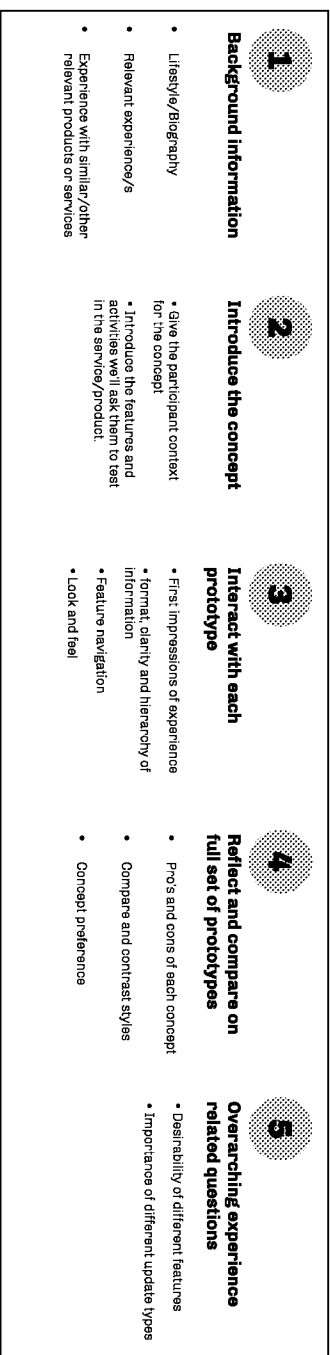 1
Background information
• Lifestyle/Biography
• Relevant experience/s
• Experience with similar/other
relevant products or services
2
Introduce the concept
• Give the participant context
for the concept
• Introduce the features and
activities we'll ask them to test
in the service/product.
3
Interact with each
prototype
• First impressions of experience
• format, clarity and hierarchy of
information
• Feature navigation
• Look and feel
4
Reflect and compare on
full set of prototypes
• Pro's and cons of each concept
• Compare and contrast styles
• Concept preference
5
Overarching experience
related questions
• Desirability of different features
• Importance of different update types